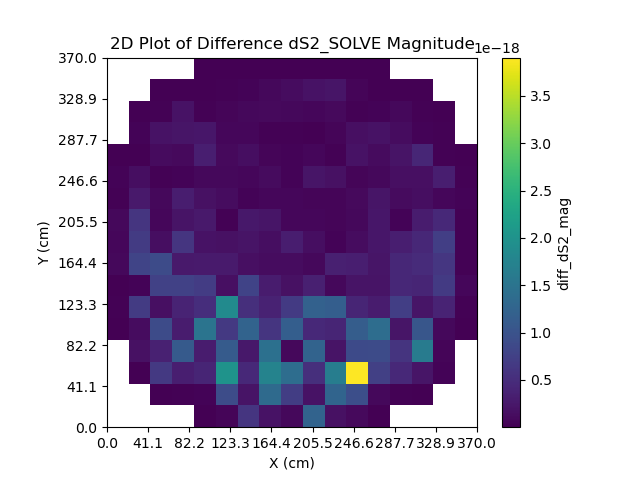 2D Plot of Difference dS2_SOLVE Magnitude
1e−18
370.0
328.9
287.7
246.6
205.5
164.4
123.3
82.2
41.1
0.0
Y (cm)
0.0 41.1 82.2 123.3 164.4 205.5 246.6 287.7 328.9 370.0
X (cm)
3.5
3.0
2.5
2.0
1.5
1.0
0.5
diff_dS2_mag